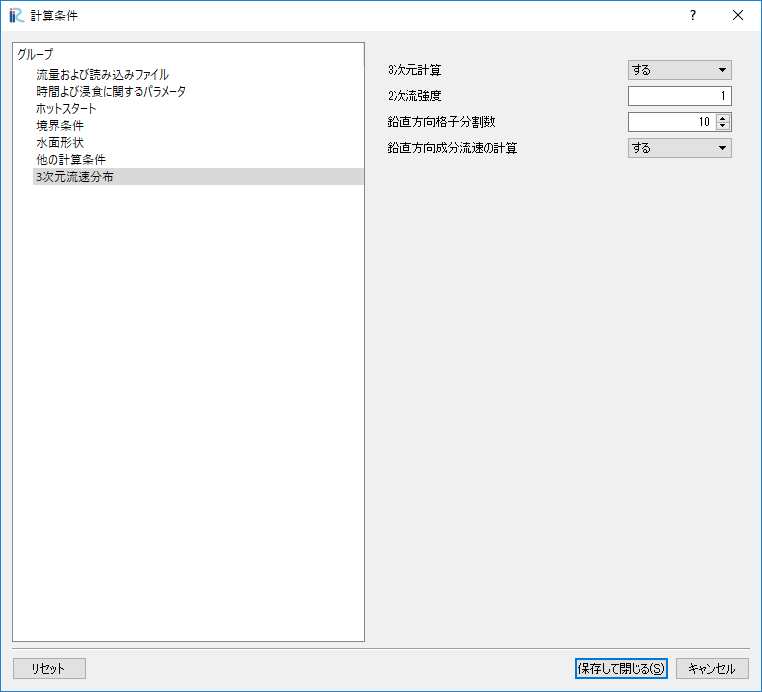 計算条件
グループ
流量および読み込みファイル
時間よび浸食に関するパラメータ
ホットスタート
境界条件
水面形状
他の計算条件
3次元流速分布
3次元計算 する
2次流強度 1
鉛直方向格子分割数 10
鉛直方向成分流速の計算 する
リセット 保存して閉じる(S) キャンセル